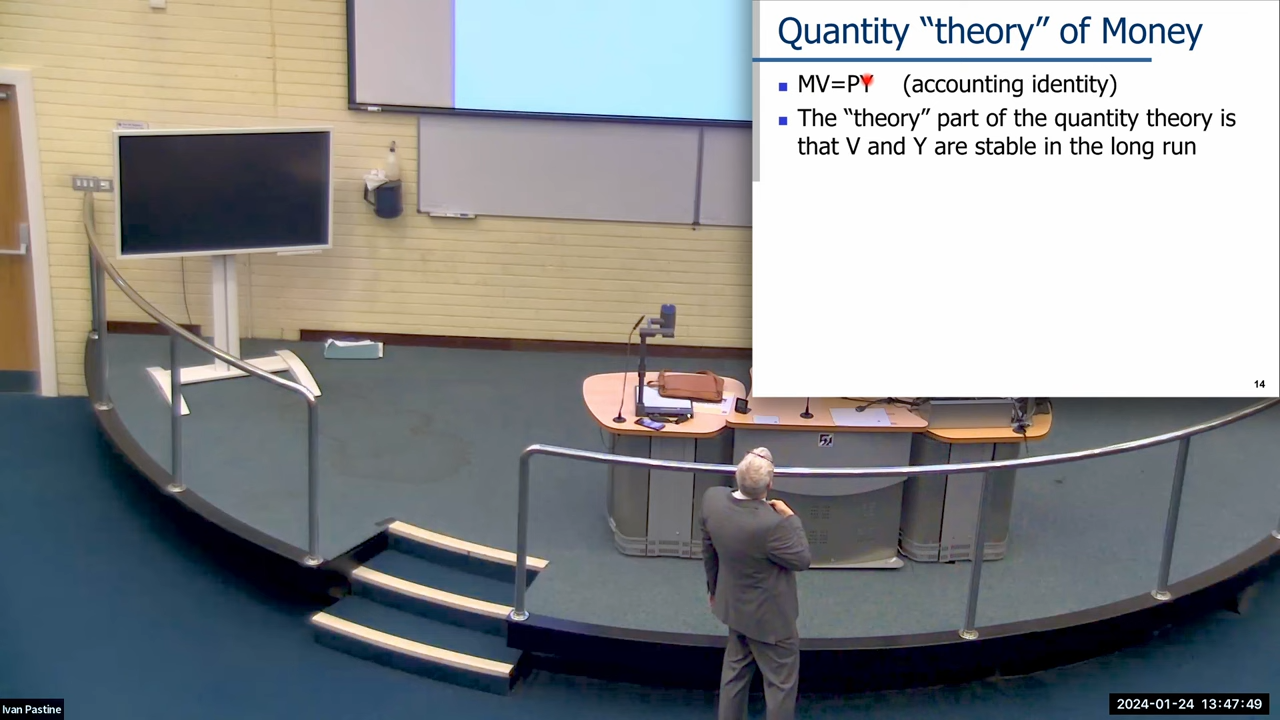 Quantity “theory” of Money
MV=PY (accounting identity)
The “theory” part of the quantity theory is
that V and Y are stable in the long run
14
Ivan Pastine
2024-01-24 13:47:49